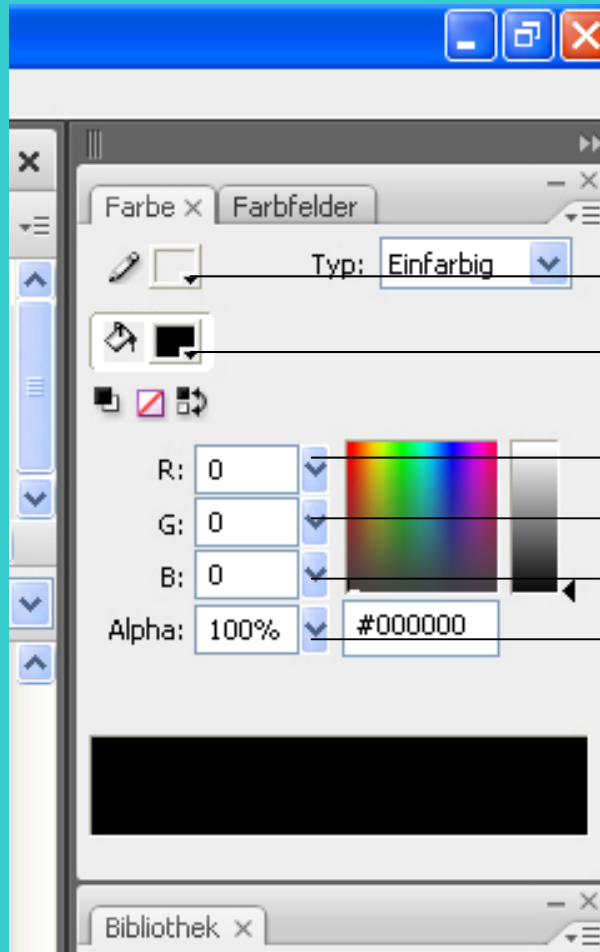 Farbe × Farbfelder
Typ: Einfarbig
R: 0
G: 0
B: 0
Alpha: 100% #000000
Bibliothek ×